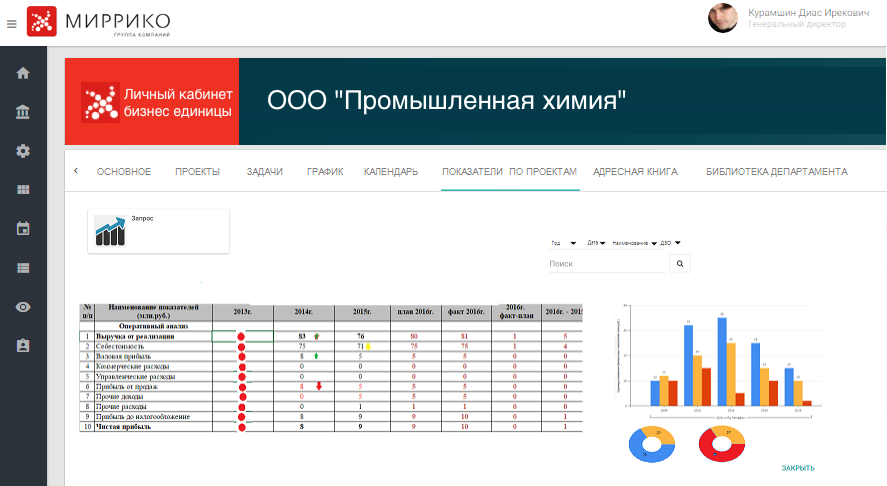 МИРРИКО
ГРУППА КОМПАНИЙ
Курамшин Диас Ирекович
Генеральный директор
Личный кабинет
бизнес единицы
ООО "Промышленная химия"
ОСНОВНОЕ ПРОЕКТЫ ЗАДАЧИ ГРАФИК КАЛЕНДАРЬ ПОКАЗАТЕЛИ ПО ПРОЕКТАМ АДРЕСНАЯ КНИГА БИБЛИОТЕКА ДЕПАРТАМЕНТА
Запрос
Год Дата Наименование ДЗО
Поиск
№ п/п Наименование показателей (млн.руб.) 2013г. 2014г. 2015г. план 2016г. факт 2016г. 2016г. факт-план 2016г. - 2015
Оперативный анализ
1 Выручка от реализации 83 76 80 81 1 5
2 Себестоимость 75 71 75 75 1 4
3 Валовая прибыль 8 5 5 5 0 0
4 Коммерческие расходы 0 0 0 0 0 0
5 Управленческие расходы 0 0 0 0 0 0
6 Прибыль от продаж 8 5 5 5 0 0
7 Прочие доходы 0 5 5 5 0 0
8 Прочие расходы 0 1 1 1 0 0
9 Прибыль до налогообложение 8 9 9 10 0 1
10 Чистая прибыль 8 9 9 10 0 1
ЗАКРЫТЬ